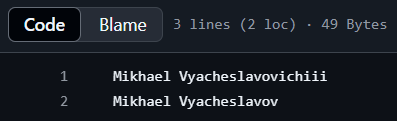 Code Blame 3 lines (2 loc) · 49 Bytes
1 Mikhael Vyacheslavovichiii
2 Mikhael Vyacheslavov